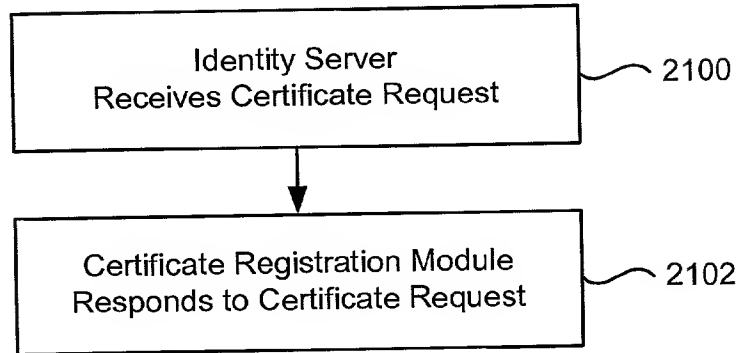 Identity Server
Receives Certificate Request
2100
Certificate Registration Module
Responds to Certificate Request
2102